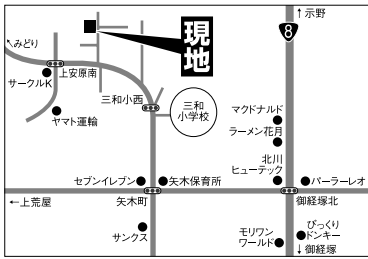 ↑示野
8
現地
↖みどり
サークルK
上安原南
ヤマト運輸
三和小西
三和
小学校
マクドナルド
ラーメン花月
北川
ヒューテック
セブンイレブン
矢木保育所
パーラーレオ
←上荒屋
矢木町
御経塚北
サンクス
モリワン
ワールド
びっくり
ドンキー
↓御経塚